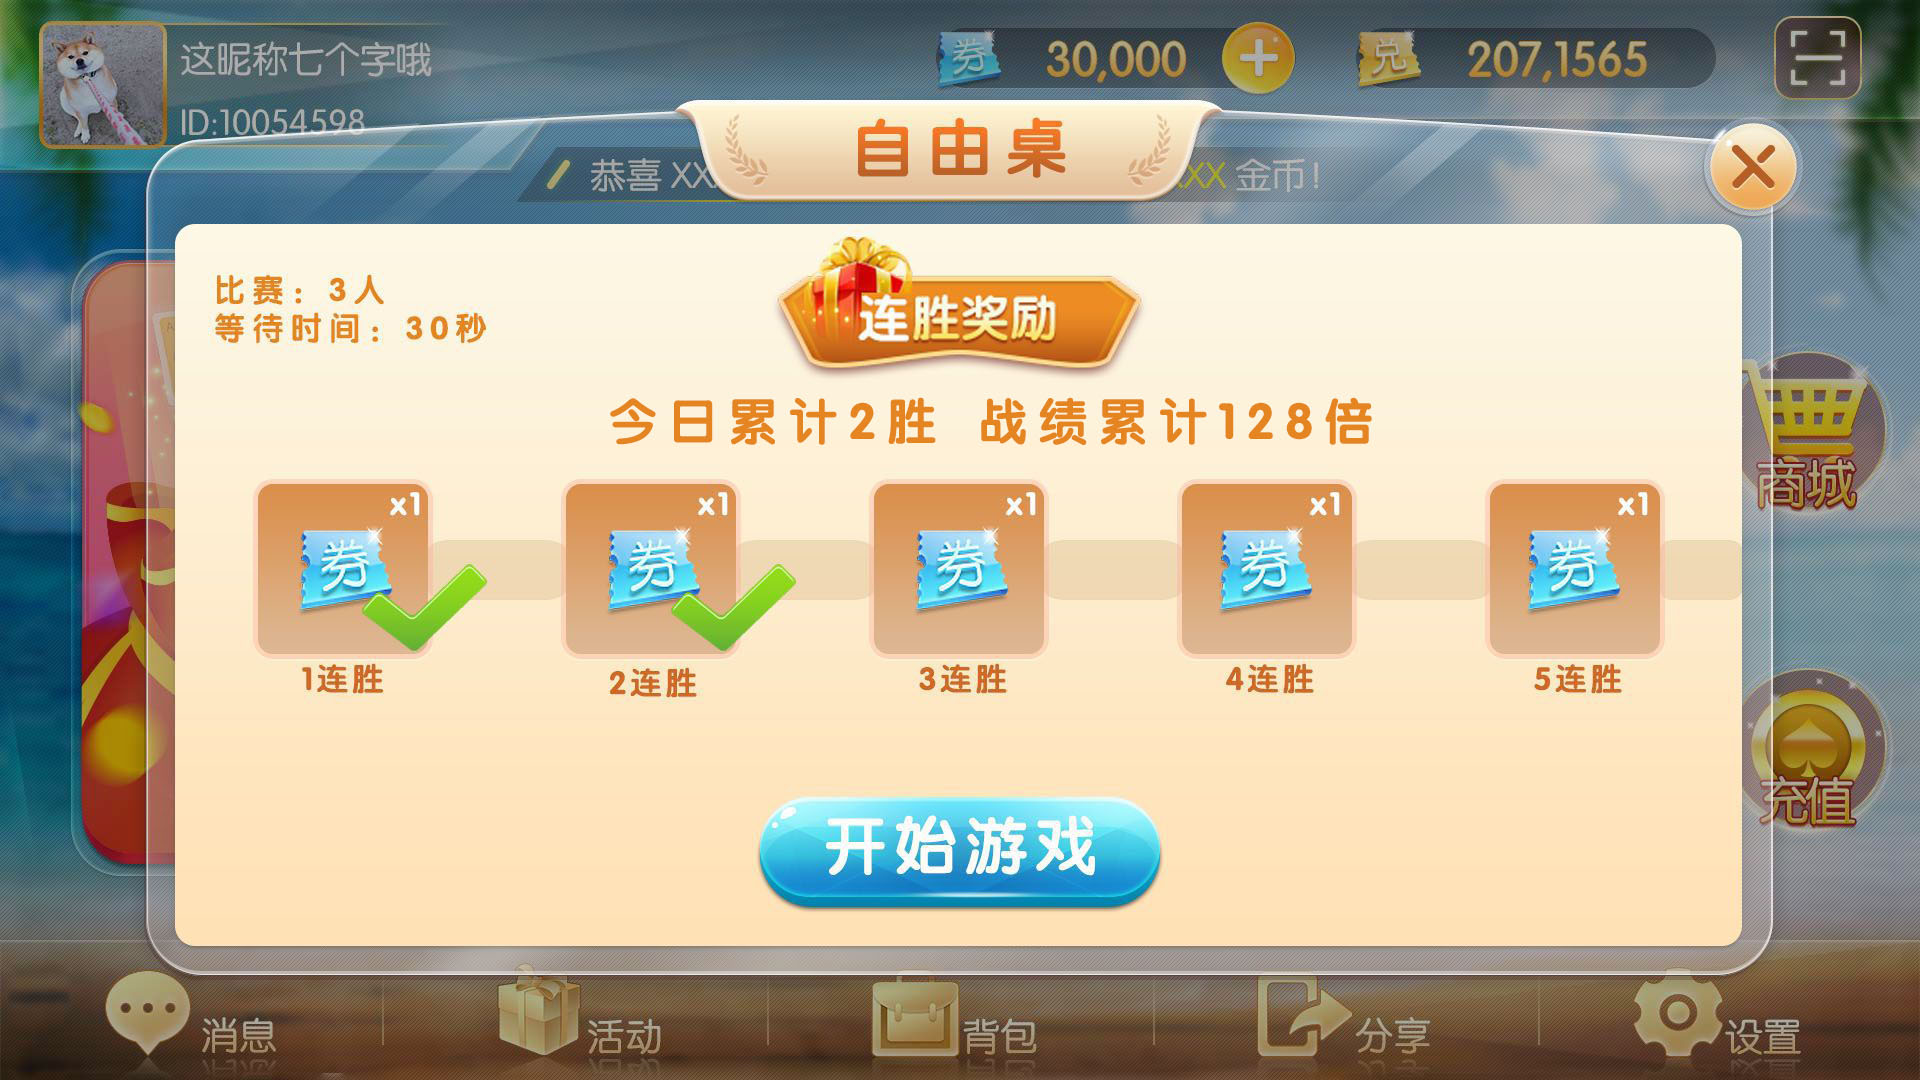 这昵称七个字哦
ID:10054598
券 30,000
兑 207,1565
恭喜 XX
XX 金币!
自由桌
比赛: 3人
等待时间: 30秒
连胜奖励
今日累计2胜 战绩累计128倍
x1 x1 x1 x1 x1
券 券 券 券 券
1连胜 2连胜 3连胜 4连胜 5连胜
开始游戏
商城
充值
消息 活动 背包 分享 设置